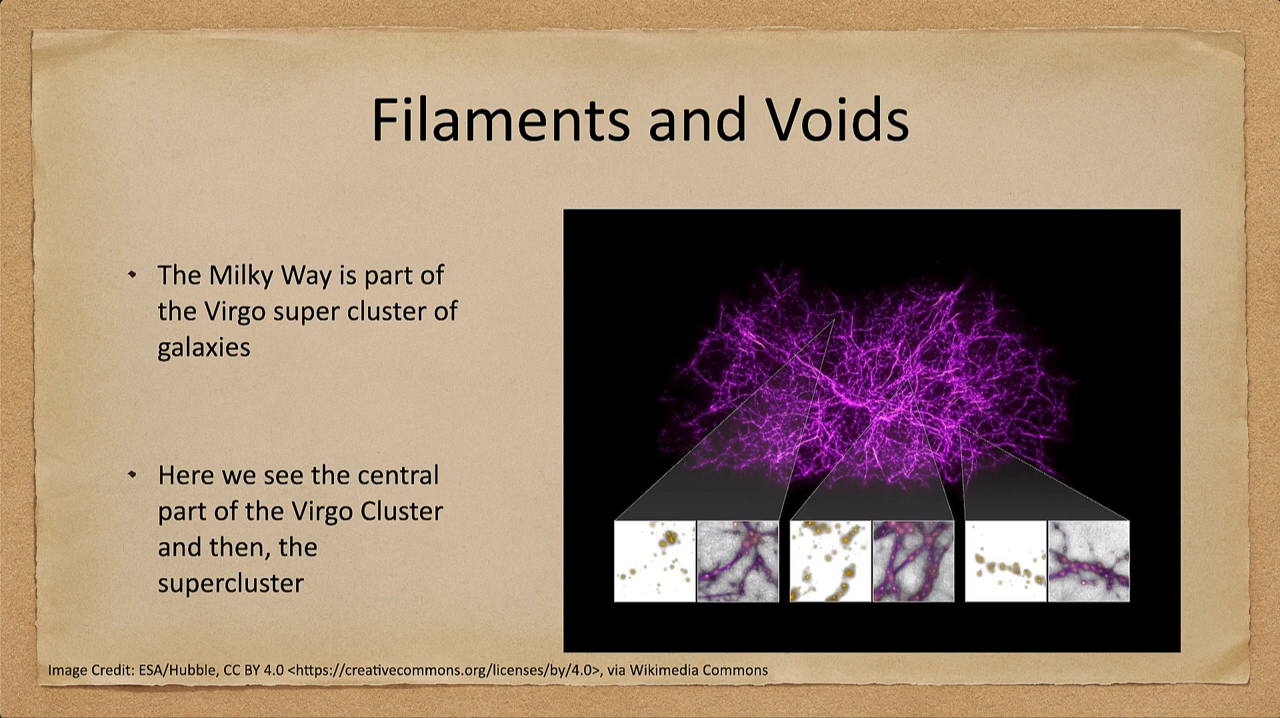 Filaments and Voids
• The Milky Way is part of
the Virgo super cluster of
galaxies
• Here we see the central
part of the Virgo Cluster
and then, the
supercluster
Image Credit: ESA/Hubble, CC BY 4.0 <https://creativecommons.org/licenses/by/4.0>, via Wikimedia Commons